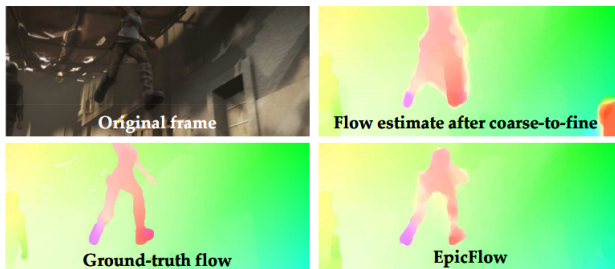 Original frame
Flow estimate after coarse-to-fine
Ground-truth flow
EpicFlow